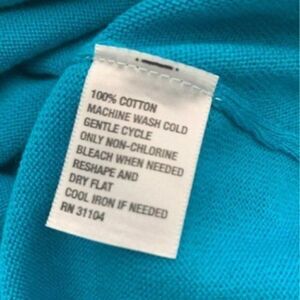 100% COTTON
MACHINE WASH COLD
GENTLE CYCLE
ONLY NON-CHLORINE
BLEACH WHEN NEEDED
RESHAPE AND
DRY FLAT
COOL IRON IF NEEDED
RN 31104